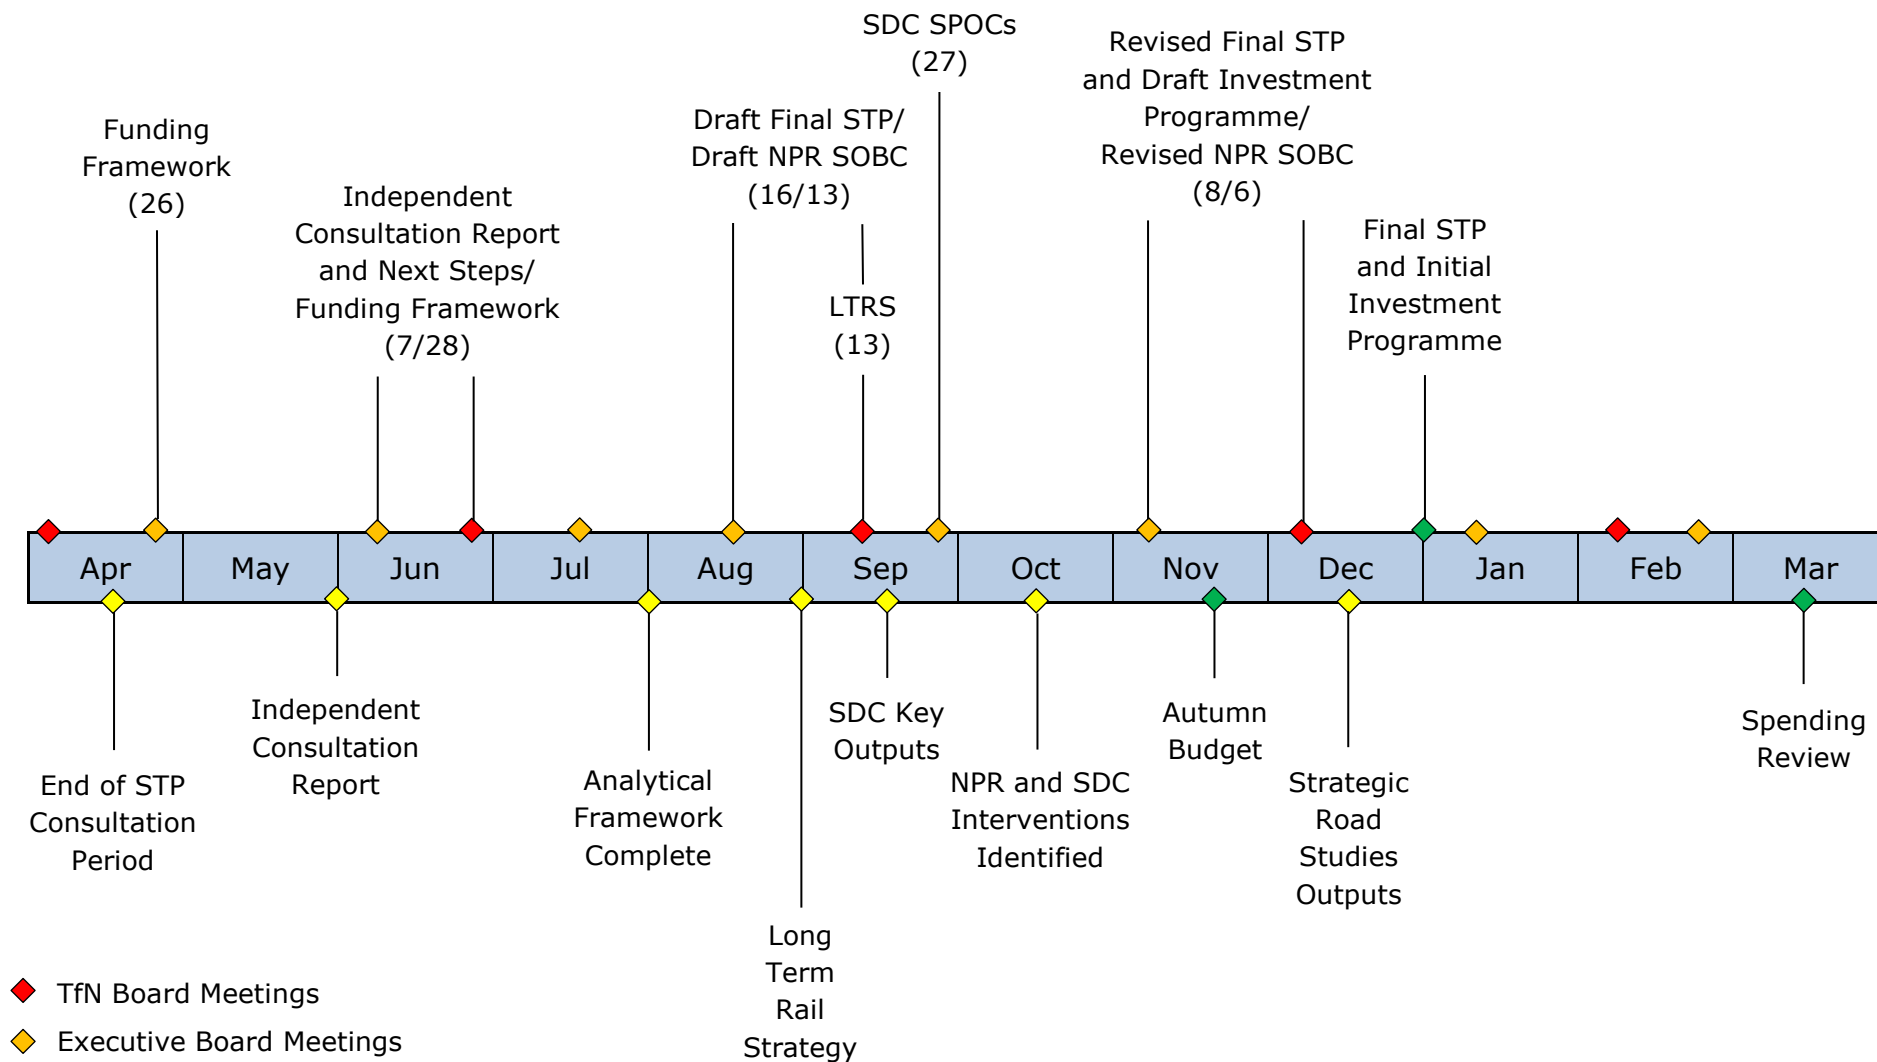 SDC SPOCs
(27)
Revised Final STP
and Draft Investment
Programme/
Revised NPR SOBC
(8/6)
Funding
Framework
(26)
Draft Final STP/
Draft NPR SOBC
(16/13)
Independent
Consultation Report
and Next Steps/
Funding Framework
(7/28)
LTRS
(13)
Final STP
and Initial
Investment
Programme
Apr May Jun Jul Aug Sep Oct Nov Dec Jan Feb Mar
End of STP
Consultation
Period
Independent
Consultation
Report
Analytical
Framework
Complete
Long
Term
Rail
Strategy
SDC Key
Outputs
NPR and SDC
Interventions
Identified
Autumn
Budget
Strategic
Road
Studies
Outputs
Spending
Review
TfN Board Meetings
Executive Board Meetings